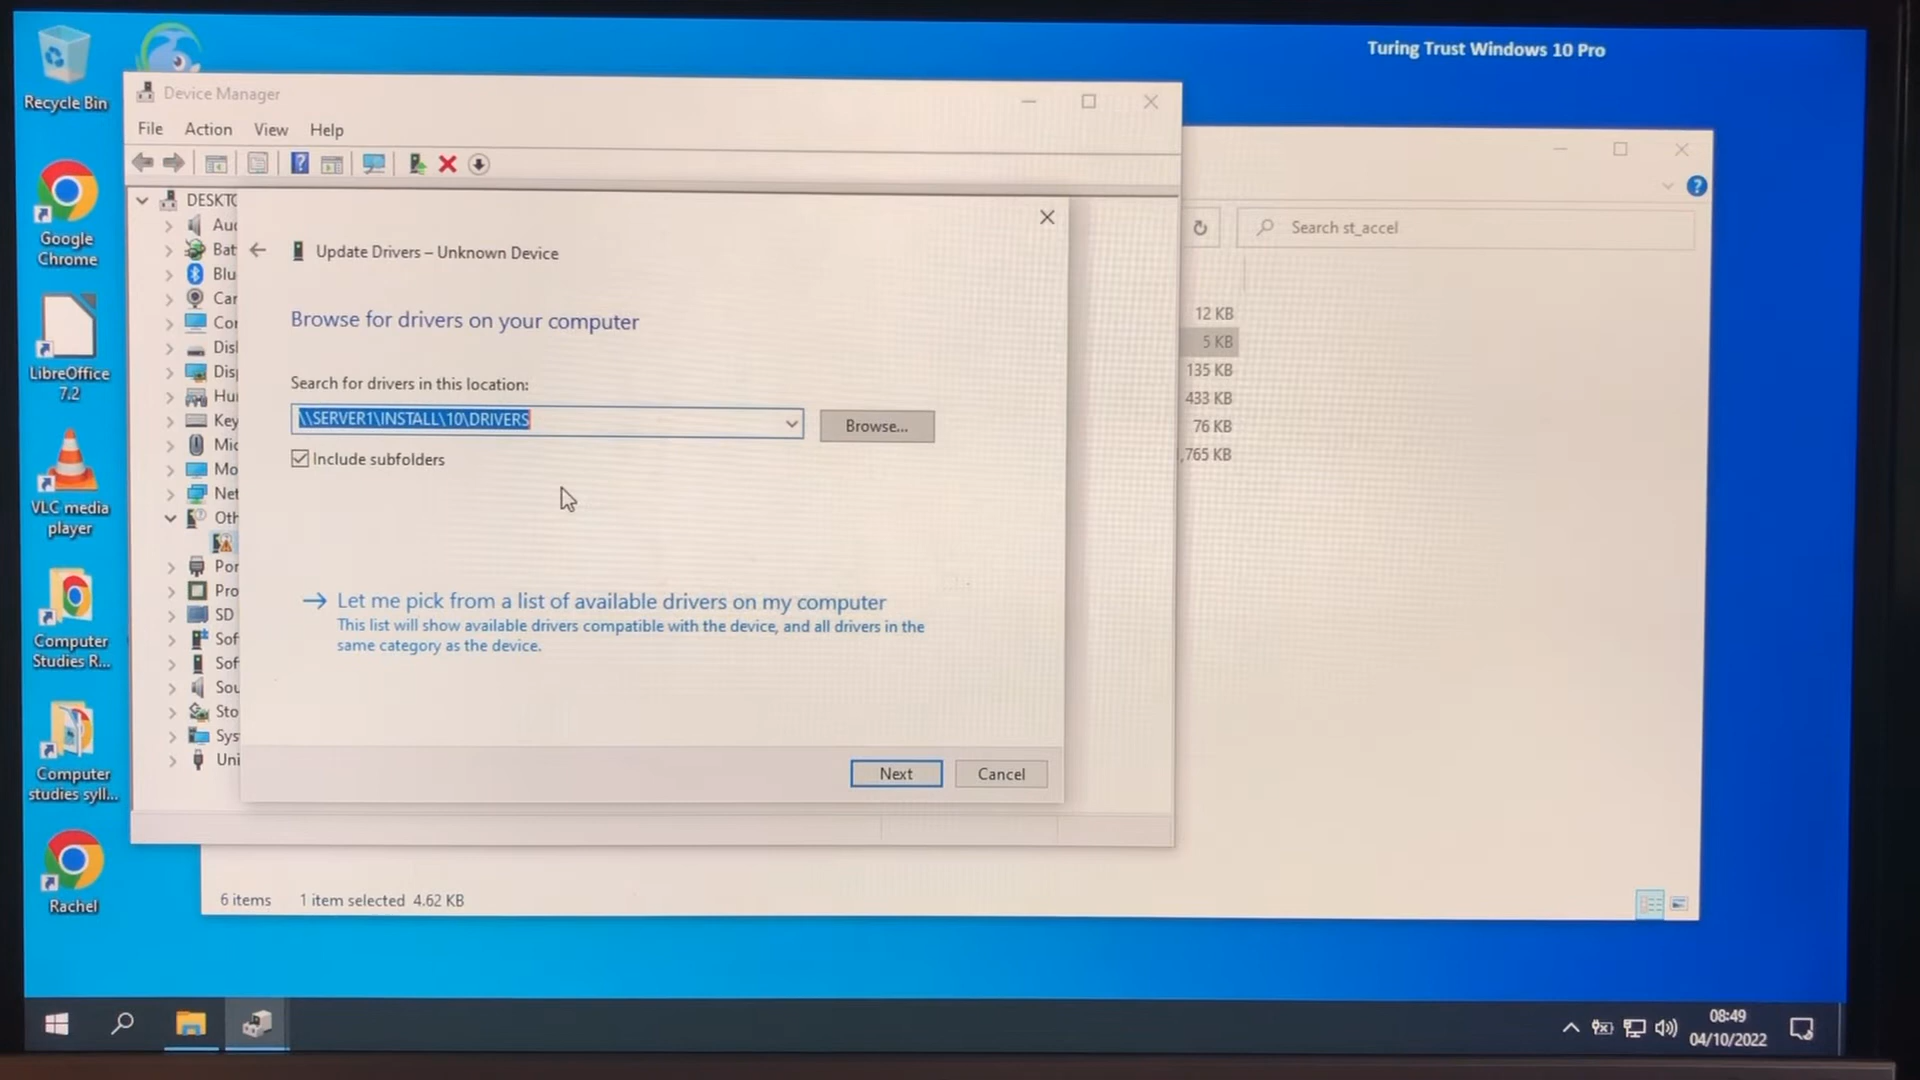 Turing Trust Windows 10 Pro
Recycle Bin
Google
Chrome
LibreOffice
7.2
VLC media
player
Computer
Studies R...
Computer
studies syll...
Rachel
Device Manager
File Action View Help
DESKTO
Auc
Bat
Blu
Car
Cor
Disl
Disp
Hur
Key
Mic
Mo
Net
Oth
Por
Pro
SD
Sof
Sof
Sou
Sto
Sys
Uni
Update Drivers – Unknown Device
Browse for drivers on your computer
Search for drivers in this location:
\\SERVER1\INSTALL\10\DRIVERS
Browse...
Include subfolders
Let me pick from a list of available drivers on my computer
This list will show available drivers compatible with the device, and all drivers in the
same category as the device.
Next Cancel
Search st_accel
12 KB
5 KB
135 KB
433 KB
76 KB
,765 KB
6 items 1 item selected 4.62 KB
08:49
04/10/2022